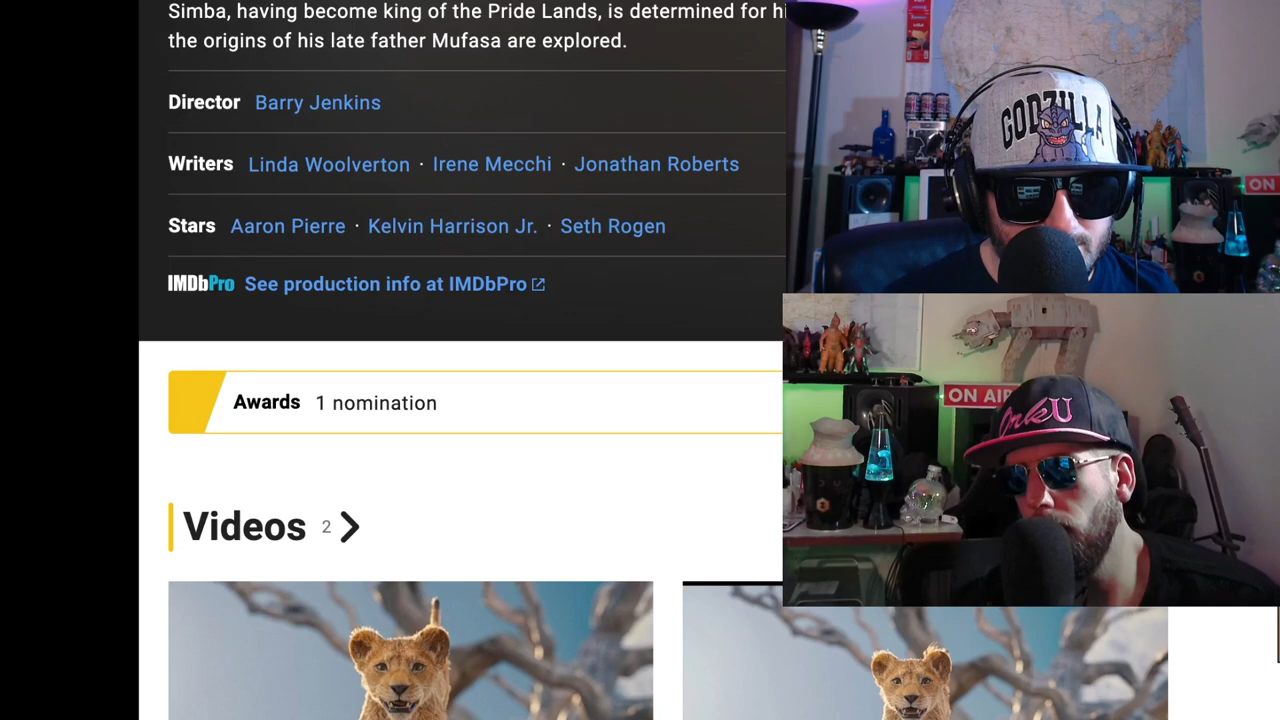 Simba, having become king of the Pride Lands, is determined for hi
the origins of his late father Mufasa are explored.
Director Barry Jenkins
Writers Linda Woolverton · Irene Mecchi · Jonathan Roberts
Stars Aaron Pierre · Kelvin Harrison Jr. · Seth Rogen
IMDbPro See production info at IMDbPro
Awards 1 nomination
Videos 2
GODZILLA
ON
ON AIR
OrkU